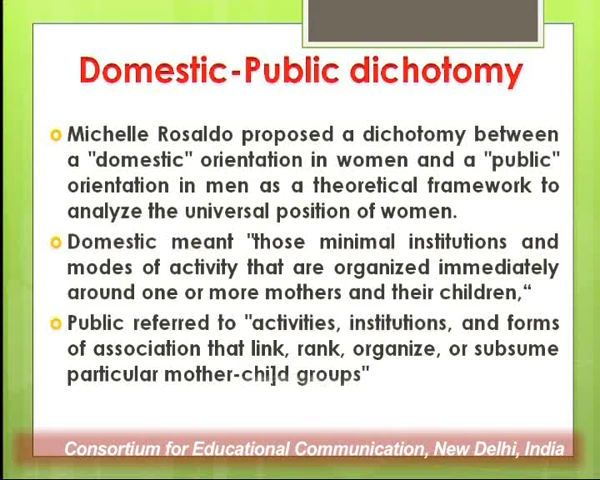 Domestic-Public dichotomy
Michelle Rosaldo proposed a dichotomy between
a "domestic" orientation in women and a "public"
orientation in men as a theoretical framework to
analyze the universal position of women.
Domestic meant "those minimal institutions and
modes of activity that are organized immediately
around one or more mothers and their children,“
Public referred to "activities, institutions, and forms
of association that link, rank, organize, or subsume
particular mother-child groups"
Consortium for Educational Communication, New Delhi, India